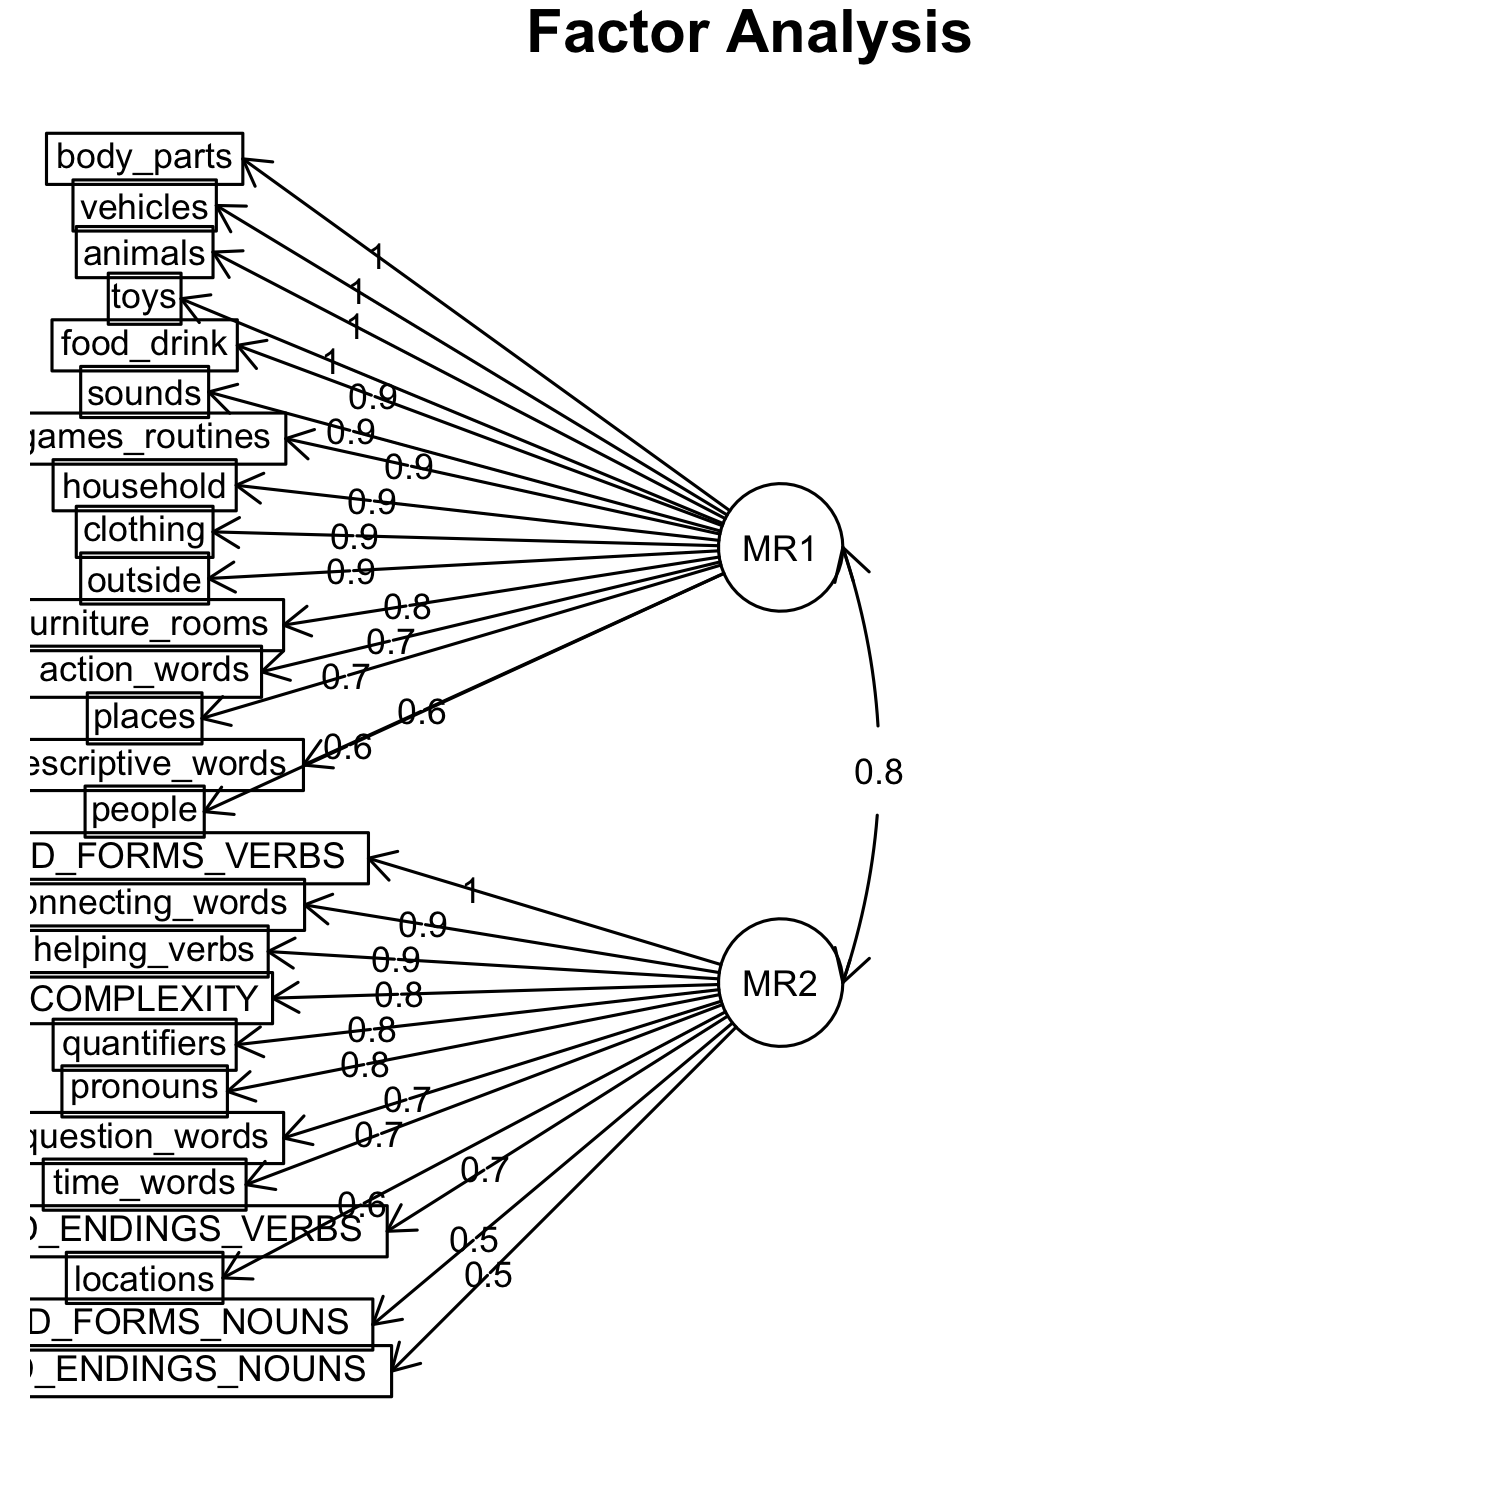 Factor Analysis
body_parts
vehicles
animals
toys
food_drink
sounds
games_routines
household
clothing
outside
urniture_rooms
action_words
places
escriptive_words
people
D_FORMS_VERBS
onnecting_words
helping_verbs
COMPLEXITY
quantifiers
pronouns
question_words
time_words
D_ENDINGS_VERBS
locations
D_FORMS_NOUNS
D_ENDINGS_NOUNS
1
1
1
1
0.9
0.9
0.9
0.9
0.9
0.9
0.8
0.7
0.7
0.6
0.6
1
0.9
0.9
0.8
0.8
0.8
0.7
0.7
0.7
0.6
0.5
0.5
MR1
0.8
MR2